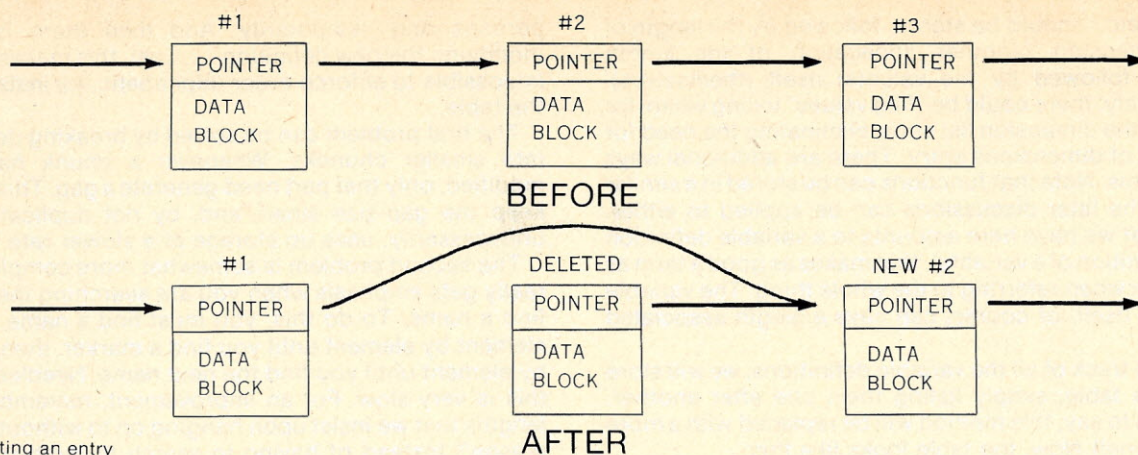 #1 #2 #3
POINTER POINTER POINTER
DATA DATA DATA
BLOCK BLOCK BLOCK
BEFORE
#1 DELETED NEW #2
POINTER POINTER POINTER
DATA DATA DATA
BLOCK BLOCK BLOCK
AFTER
ting an entry